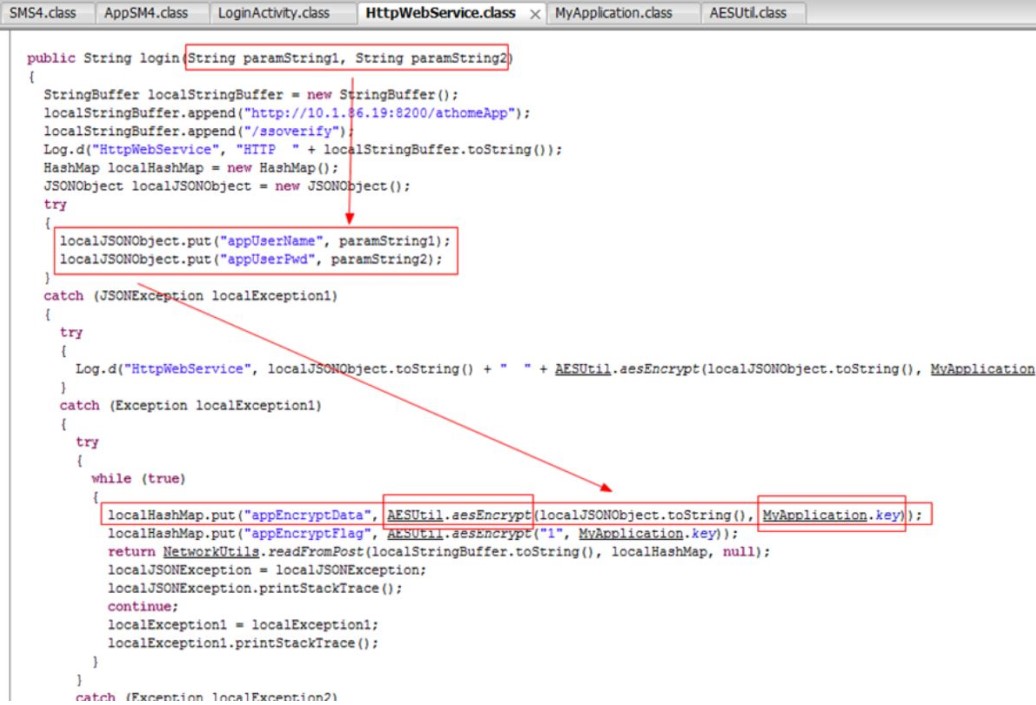 SMS4.class AppSM4.class LoginActivity.class HttpWebService.class MyApplication.class AESUtil.class
public String login(String paramString1, String paramString2)
{
StringBuffer localStringBuffer = new StringBuffer();
localStringBuffer.append("http://10.1.86.19:8200/athomeApp");
localStringBuffer.append("/ssoverify");
Log.d("HttpWebService", "HTTP  " + localStringBuffer.toString());
HashMap localHashMap = new HashMap();
JSONObject localJSONObject = new JSONObject();
try
{
localJSONObject.put("appUserName", paramString1);
localJSONObject.put("appUserPwd", paramString2);
}
catch (JSONException localException1)
{
try
{
Log.d("HttpWebService", localJSONObject.toString() + "  " + AESUtil.aesEncrypt(localJSONObject.toString(), MyApplication
}
catch (Exception localException1)
{
try
{
while (true)
{
localHashMap.put("appEncryptData", AESUtil.aesEncrypt(localJSONObject.toString(), MyApplication.key));
localHashMap.put("appEncryptFlag", AESUtil.aesEncrypt("1", MyApplication.key));
return NetworkUtils.readFromPost(localStringBuffer.toString(), localHashMap, null);
localJSONException = localJSONException;
localJSONException.printStackTrace();
continue;
localException1 = localException1;
localException1.printStackTrace();
}
}
catch (Exception localException2)